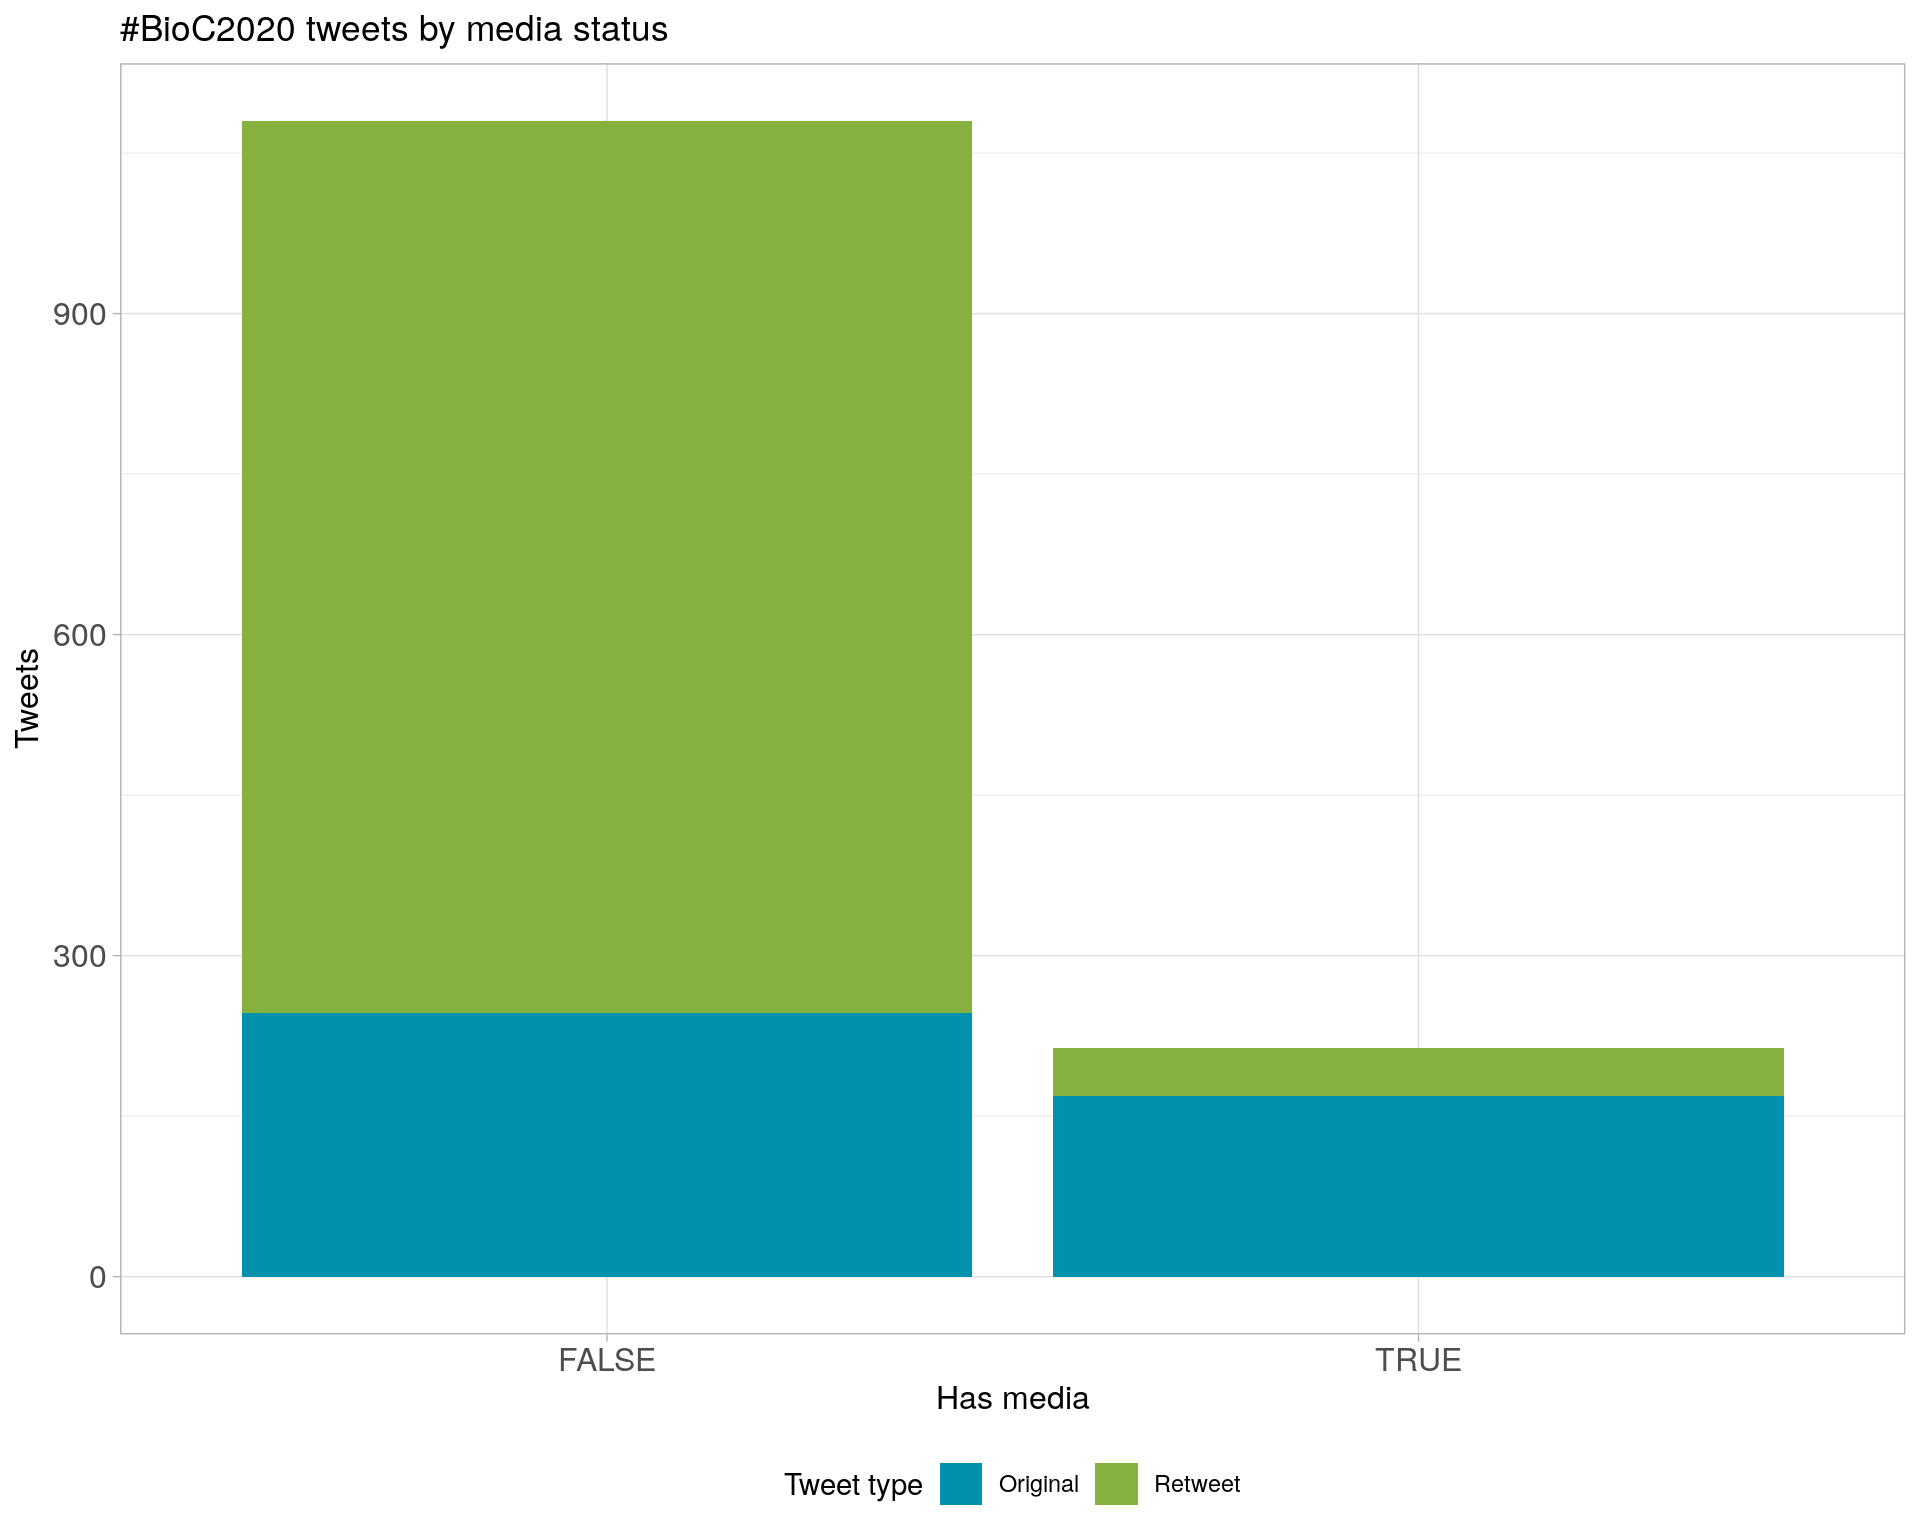 #BioC2020 tweets by media status
Tweets
900
600
300
0
FALSE TRUE
Has media
Tweet type Original Retweet